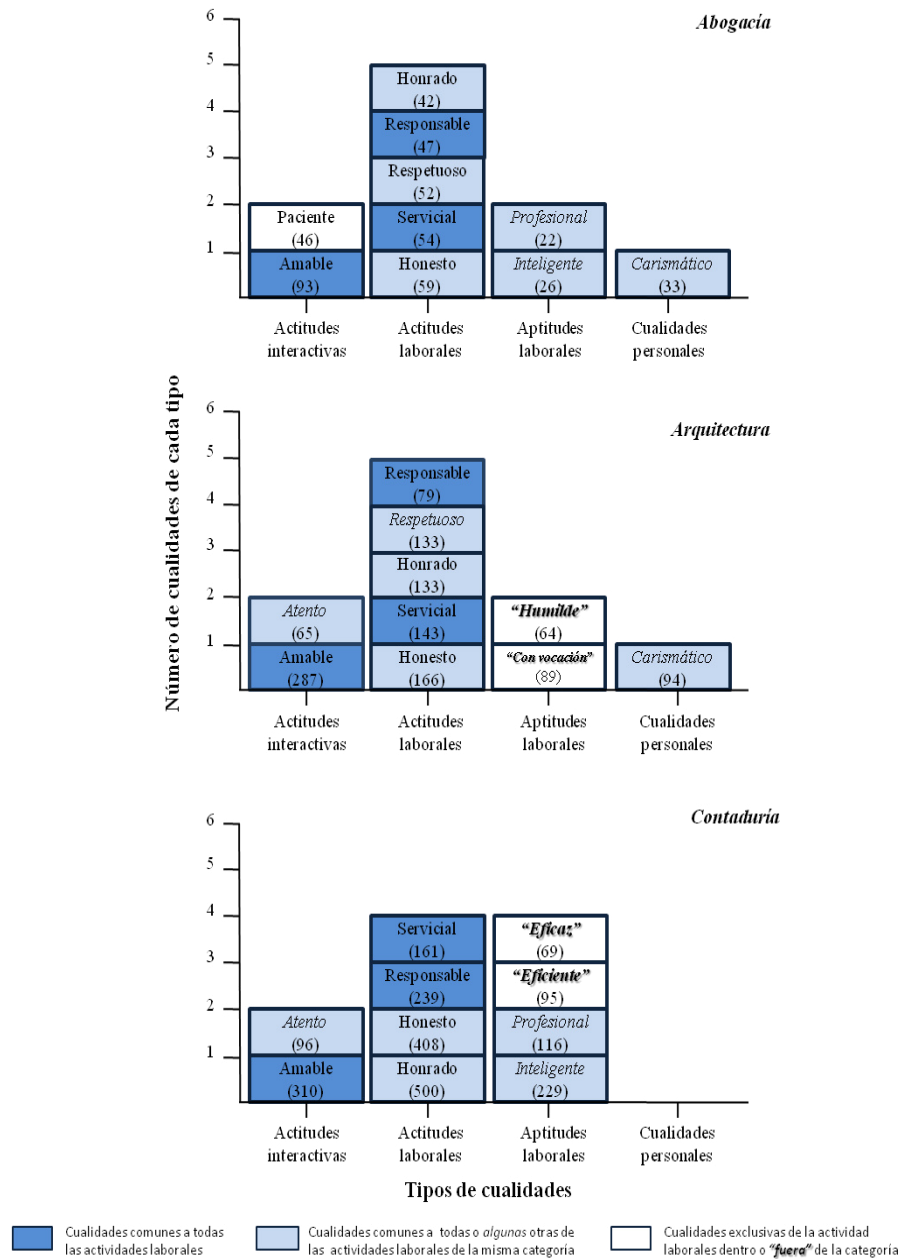 Abogacía
6
5
4
3
2
1
Honrado
(42)
Responsable
(47)
Respetuoso
(52)
Paciente
(46)
Servicial
(54)
Profesional
(22)
Amable
(93)
Honesto
(59)
Inteligente
(26)
Carismático
(33)
Actitudes
interactivas
Actitudes
laborales
Aptitudes
laborales
Cualidades
personales
Número de cualidades de cada tipo
Arquitectura
6
5
4
3
2
1
Responsable
(79)
Respetuoso
(133)
Honrado
(133)
Atento
(65)
Servicial
(143)
“Humilde”
(64)
Amable
(287)
Honesto
(166)
“Con vocación”
(89)
Carismático
(94)
Actitudes
interactivas
Actitudes
laborales
Aptitudes
laborales
Cualidades
personales
Contaduría
6
5
4
3
2
1
Servicial
(161)
“Eficaz”
(69)
Responsable
(239)
“Eficiente”
(95)
Atento
(96)
Honesto
(408)
Profesional
(116)
Amable
(310)
Honrado
(500)
Inteligente
(229)
Actitudes
interactivas
Actitudes
laborales
Aptitudes
laborales
Cualidades
personales
Tipos de cualidades
Cualidades comunes a todas
las actividades laborales
Cualidades comunes a todas o algunas otras de
las actividades laborales de la misma categoría
Cualidades exclusivas de la actividad
laborales dentro o “fuera” de la categoría